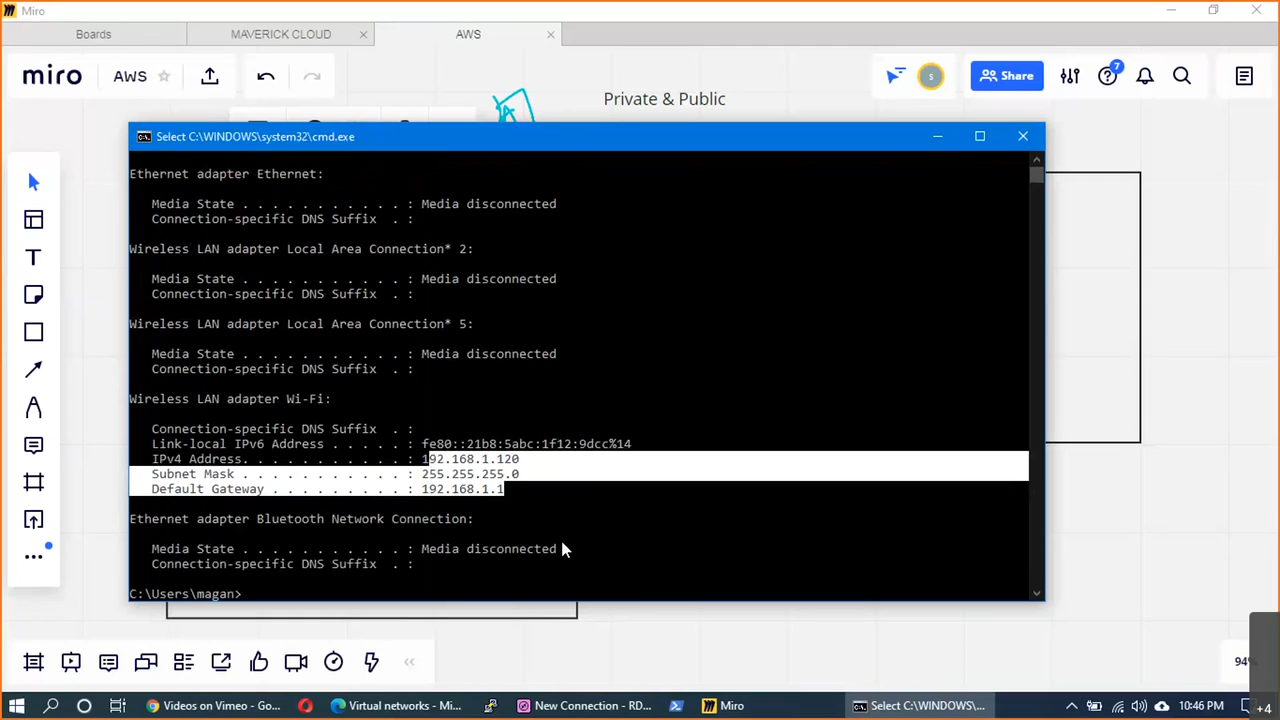 Miro
Boards
MAVERICK CLOUD
AWS
miro
AWS
Share
7
s
Private & Public
Select C:\WINDOWS\system32\cmd.exe
Ethernet adapter Ethernet:
Media State . . . . . . . . . . . : Media disconnected
Connection-specific DNS Suffix  . :
Wireless LAN adapter Local Area Connection* 2:
Media State . . . . . . . . . . . : Media disconnected
Connection-specific DNS Suffix  . :
Wireless LAN adapter Local Area Connection* 5:
Media State . . . . . . . . . . . : Media disconnected
Connection-specific DNS Suffix  . :
Wireless LAN adapter Wi-Fi:
Connection-specific DNS Suffix  . :
Link-local IPv6 Address . . . . . : fe80::21b8:5abc:1f12:9dcc%14
IPv4 Address. . . . . . . . . . . : 192.168.1.120
Subnet Mask . . . . . . . . . . . : 255.255.255.0
Default Gateway . . . . . . . . . : 192.168.1.1
Ethernet adapter Bluetooth Network Connection:
Media State . . . . . . . . . . . : Media disconnected
Connection-specific DNS Suffix  . :
C:\Users\magan>
94%
Videos on Vimeo - Go...
Virtual networks - Mi...
New Connection - RD...
Miro
Select C:\WINDOWS\...
10:46 PM
+4